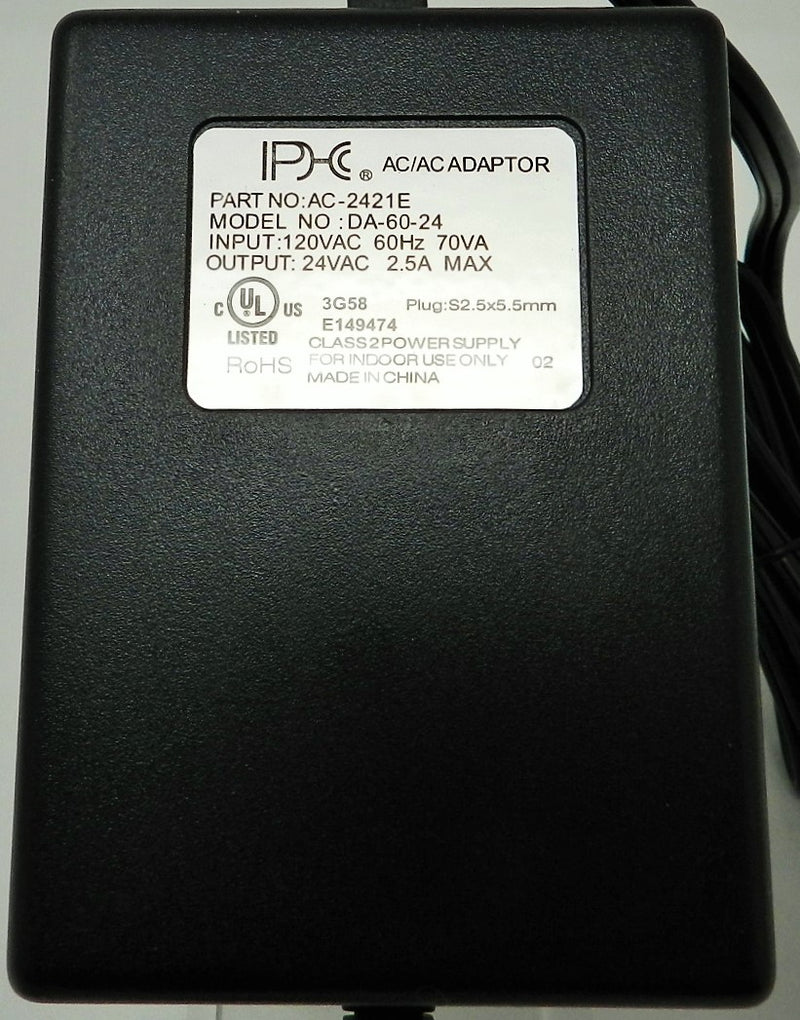 IPHC® AC/AC ADAPTOR
PART NO:AC-2421E
MODEL NO :DA-60-24
INPUT:120VAC 60Hz 70VA
OUTPUT: 24VAC 2.5A MAX
C UL® US 3G58 Plug:S2.5x5.5mm
E149474
LISTED
CLASS 2 POWER SUPPLY
RoHS FOR INDOOR USE ONLY 02
MADE IN CHINA